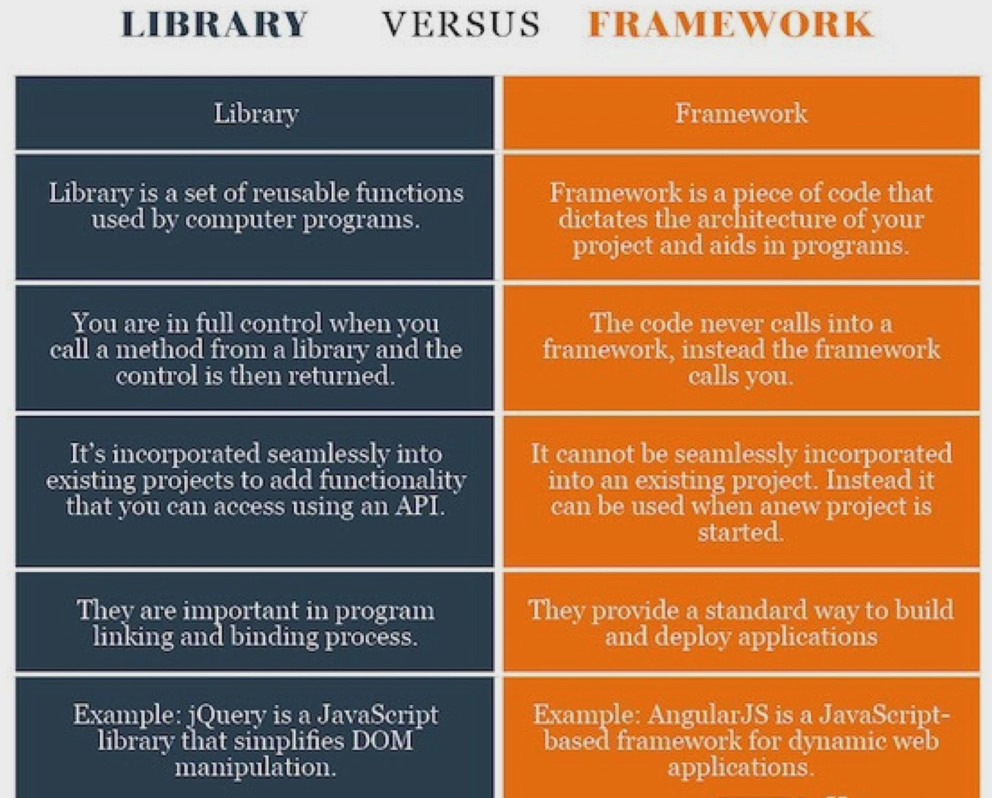 LIBRARY VERSUS FRAMEWORK
Library
Framework
Library is a set of reusable functions
used by computer programs.
Framework is a piece of code that
dictates the architecture of your
project and aids in programs.
You are in full control when you
call a method from a library and the
control is then returned.
The code never calls into a
framework, instead the framework
calls you.
It's incorporated seamlessly into
existing projects to add functionality
that you can access using an API.
It cannot be seamlessly incorporated
into an existing project. Instead it
can be used when anew project is
started.
They are important in program
linking and binding process.
They provide a standard way to build
and deploy applications
Example: jQuery is a JavaScript
library that simplifies DOM
manipulation.
Example: AngularJS is a JavaScript-
based framework for dynamic web
applications.